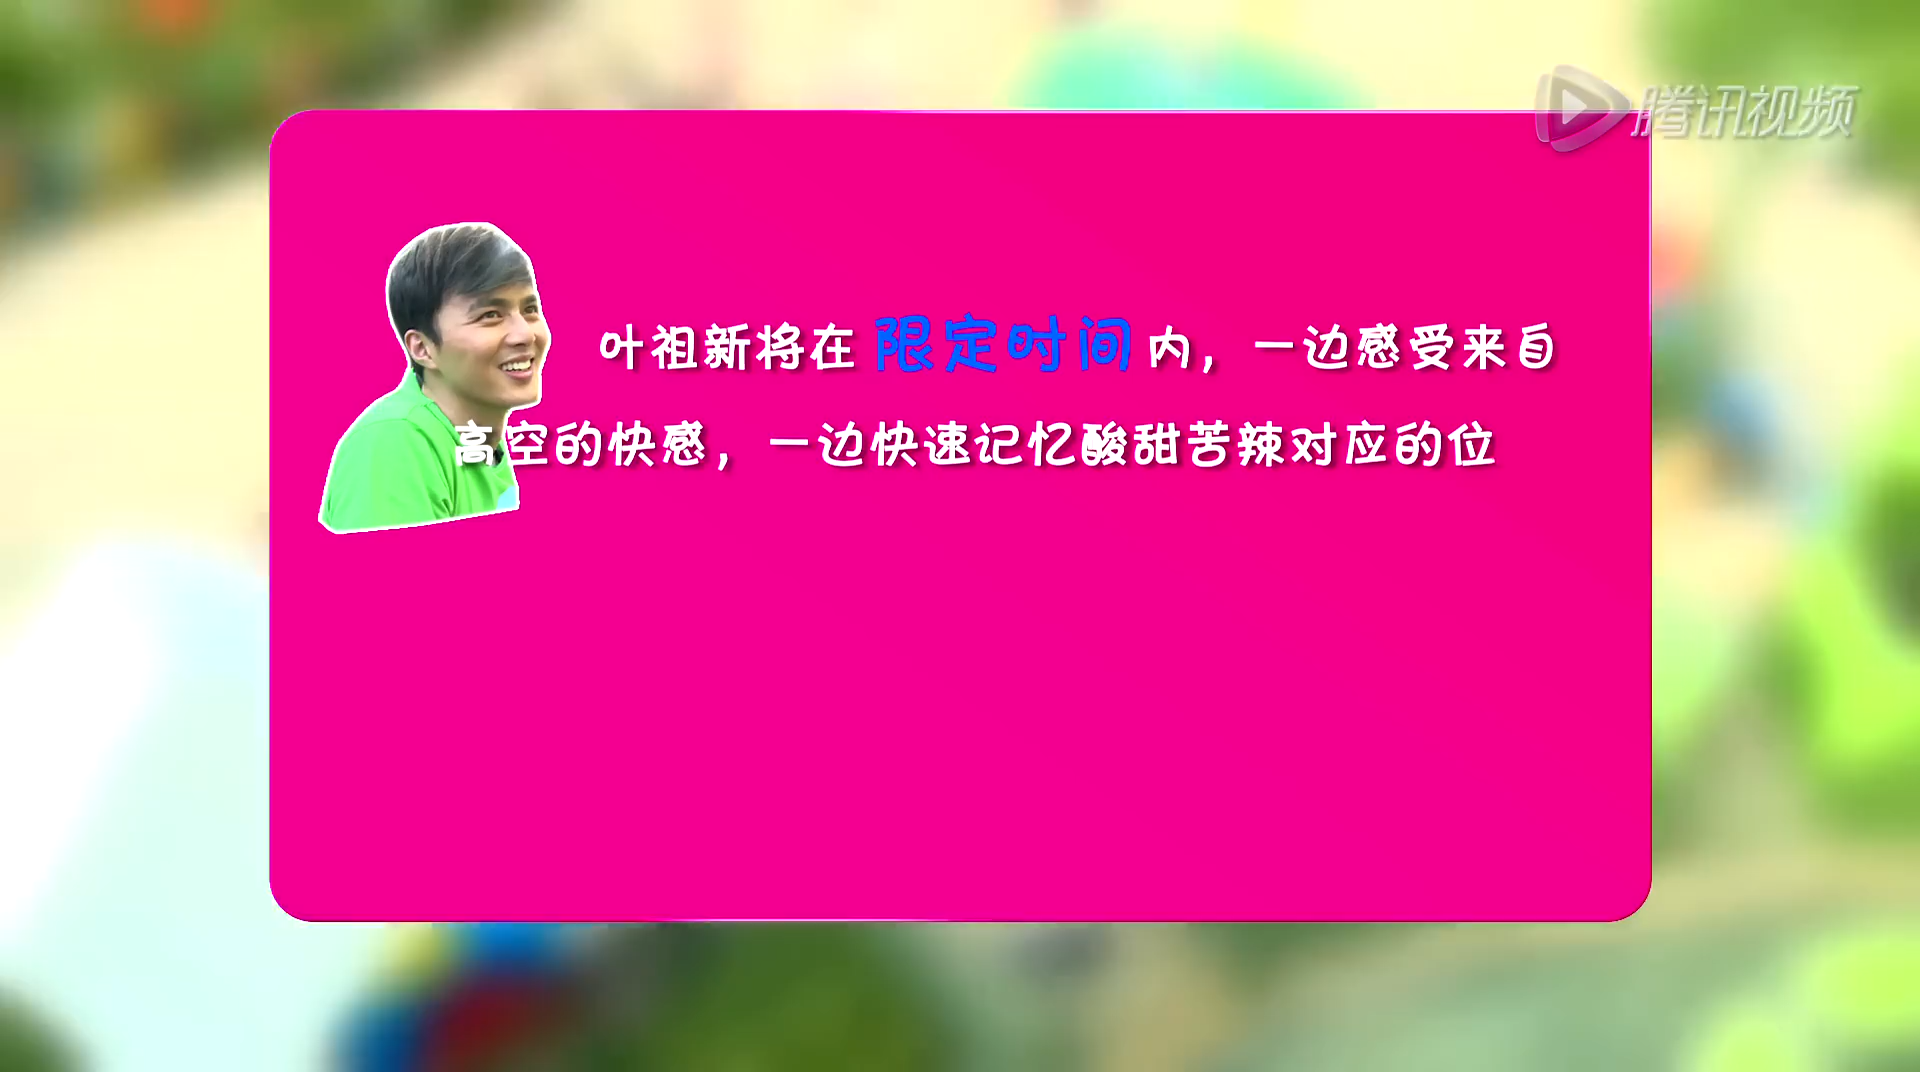 腾讯视频
叶祖新将在限定时间内，一边感受来自
高空的快感，一边快速记忆酸甜苦辣对应的位